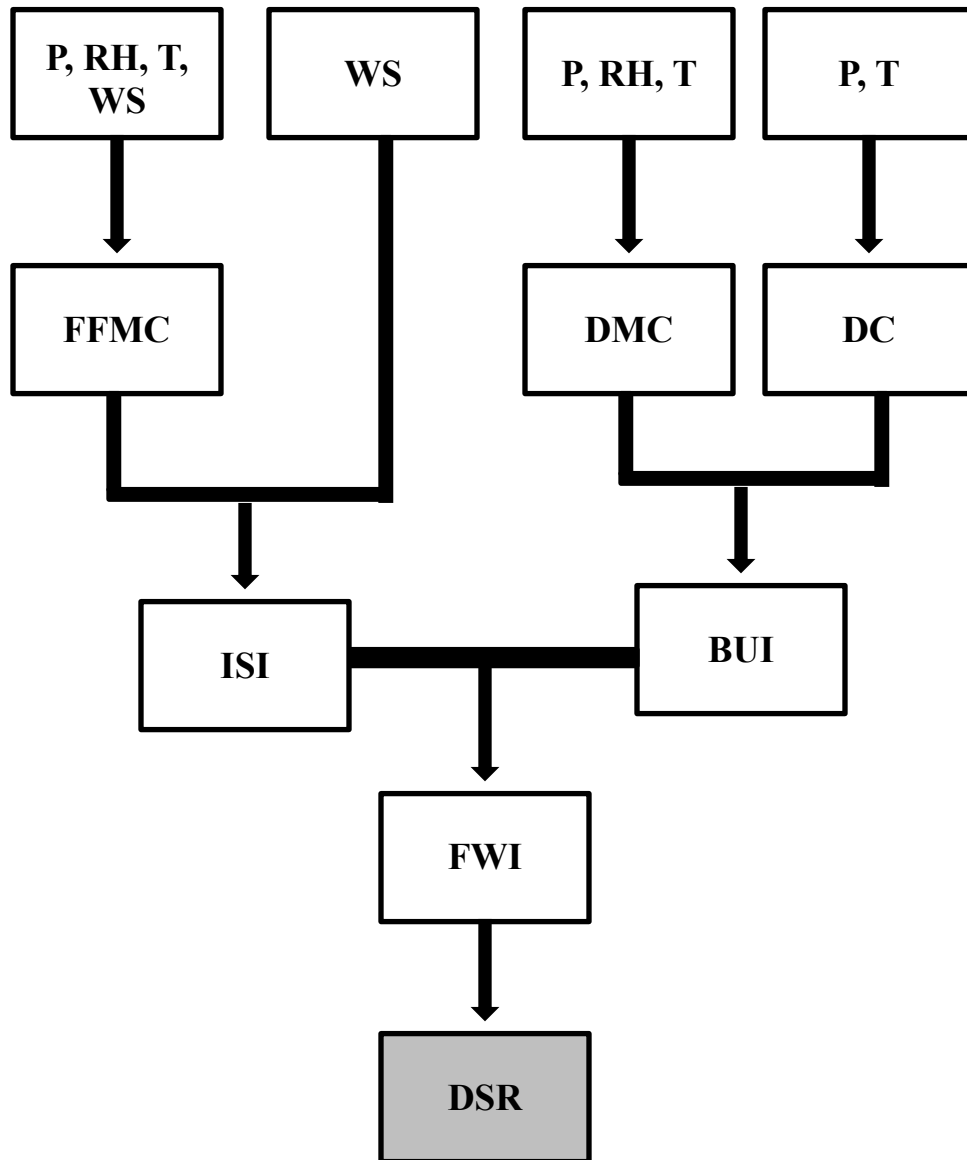 P, RH, T,
WS
WS
P, RH, T
P, T
FFMC
DMC
DC
ISI
BUI
FWI
DSR